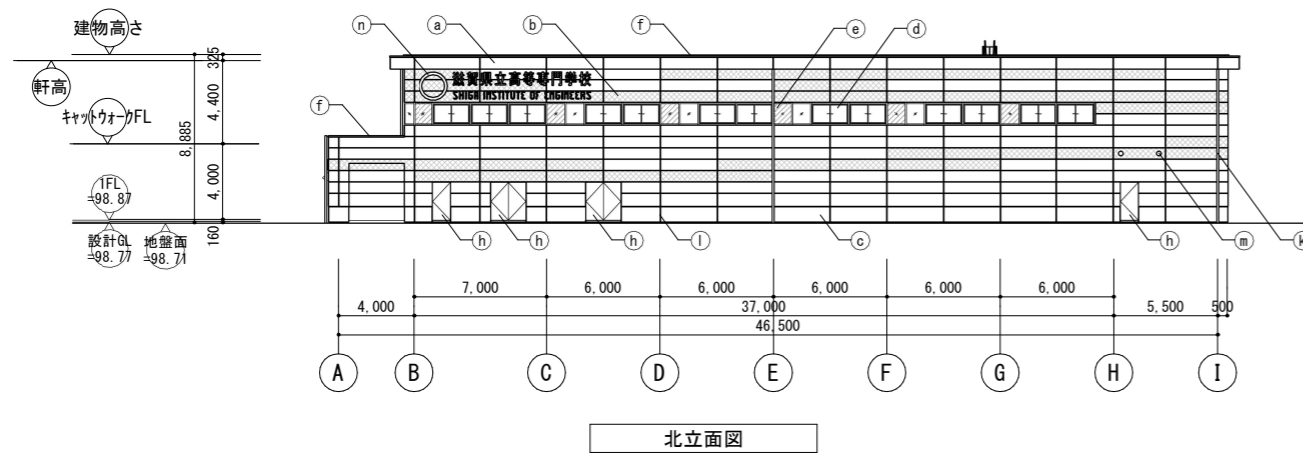 建物高さ
軒高
キャットウォークFL
1FL
=98.87
設計GL
=98.77
地盤面
=98.71
325
4,400
8,885
4,000
160
n
a
b
f
e
d
f
滋賀県立高等専門学校
SHIGA INSTITUTE OF ENGINEERS
h
h
h
l
c
h
m
k
7,000
6,000
6,000
6,000
6,000
6,000
4,000
37,000
5,500
500
46,500
A
B
C
D
E
F
G
H
I
北立面図